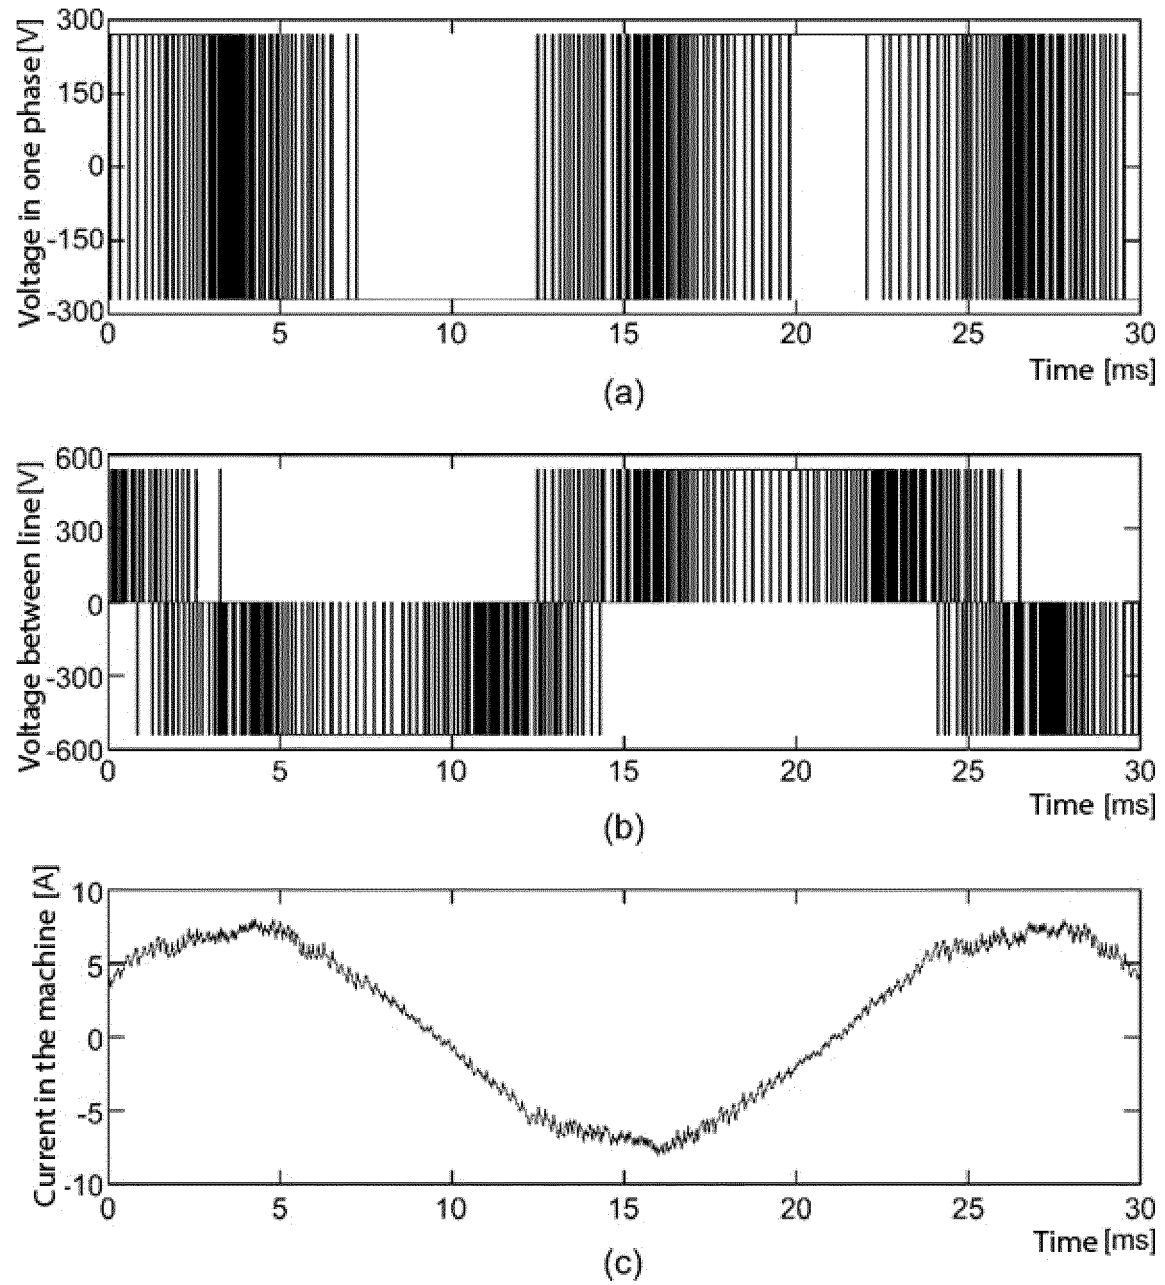 Voltage in one phase[V]
300
150
0
-150
-300
0 5 10 15 20 25 30
Time [ms]
(a)
Voltage between line[V]
600
300
0
-300
-600
0 5 10 15 20 25 30
Time [ms]
(b)
Current in the machine [A]
10
5
0
-5
-10
0 5 10 15 20 25 30
Time [ms]
(c)